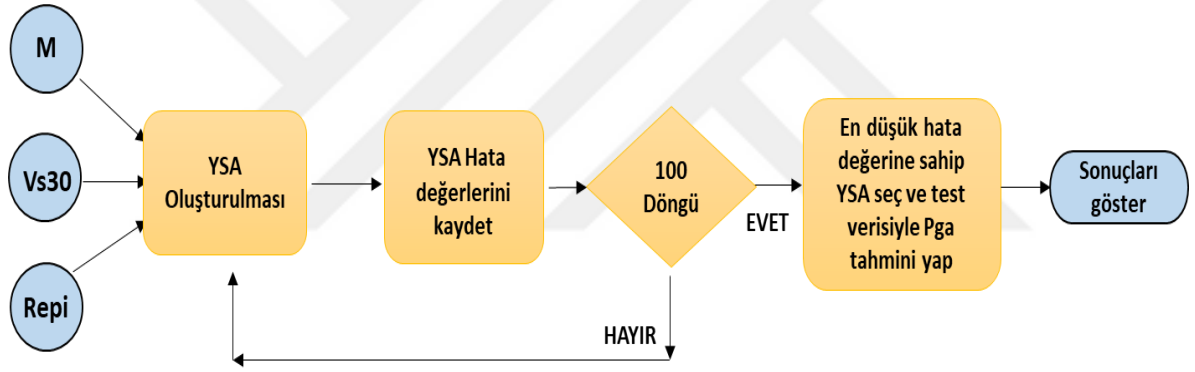 M
Vs30
Repi
YSA
Oluşturulması
YSA Hata
değerlerini
kaydet
100
Döngü
EVET
HAYIR
En düşük hata
değerine sahip
YSA seç ve test
verisiyle Pga
tahmini yap
Sonuçları
göster